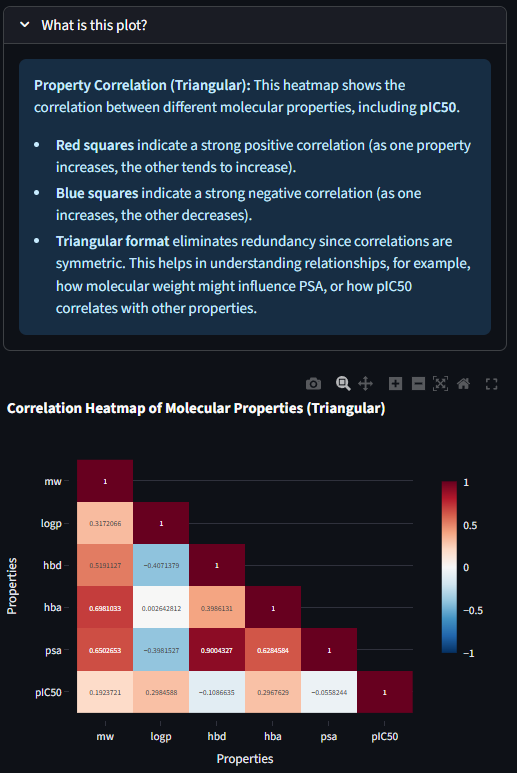 What is this plot?
Property Correlation (Triangular): This heatmap shows the
correlation between different molecular properties, including pIC50.
• Red squares indicate a strong positive correlation (as one property
increases, the other tends to increase).
• Blue squares indicate a strong negative correlation (as one
increases, the other decreases).
• Triangular format eliminates redundancy since correlations are
symmetric. This helps in understanding relationships, for example,
how molecular weight might influence PSA, or how pIC50
correlates with other properties.
Correlation Heatmap of Molecular Properties (Triangular)
mw 1
logp 0.3172066 1
hbd 0.5191127 −0.4071379 1
hba 0.6981033 0.002642812 0.3986131 1
psa 0.6502653 −0.3981527 0.9004327 0.6284584 1
pIC50 0.1923721 0.2984588 −0.1086635 0.2967629 −0.0558244 1
mw logp hbd hba psa pIC50
Properties
Properties
1
0.5
0
−0.5
−1